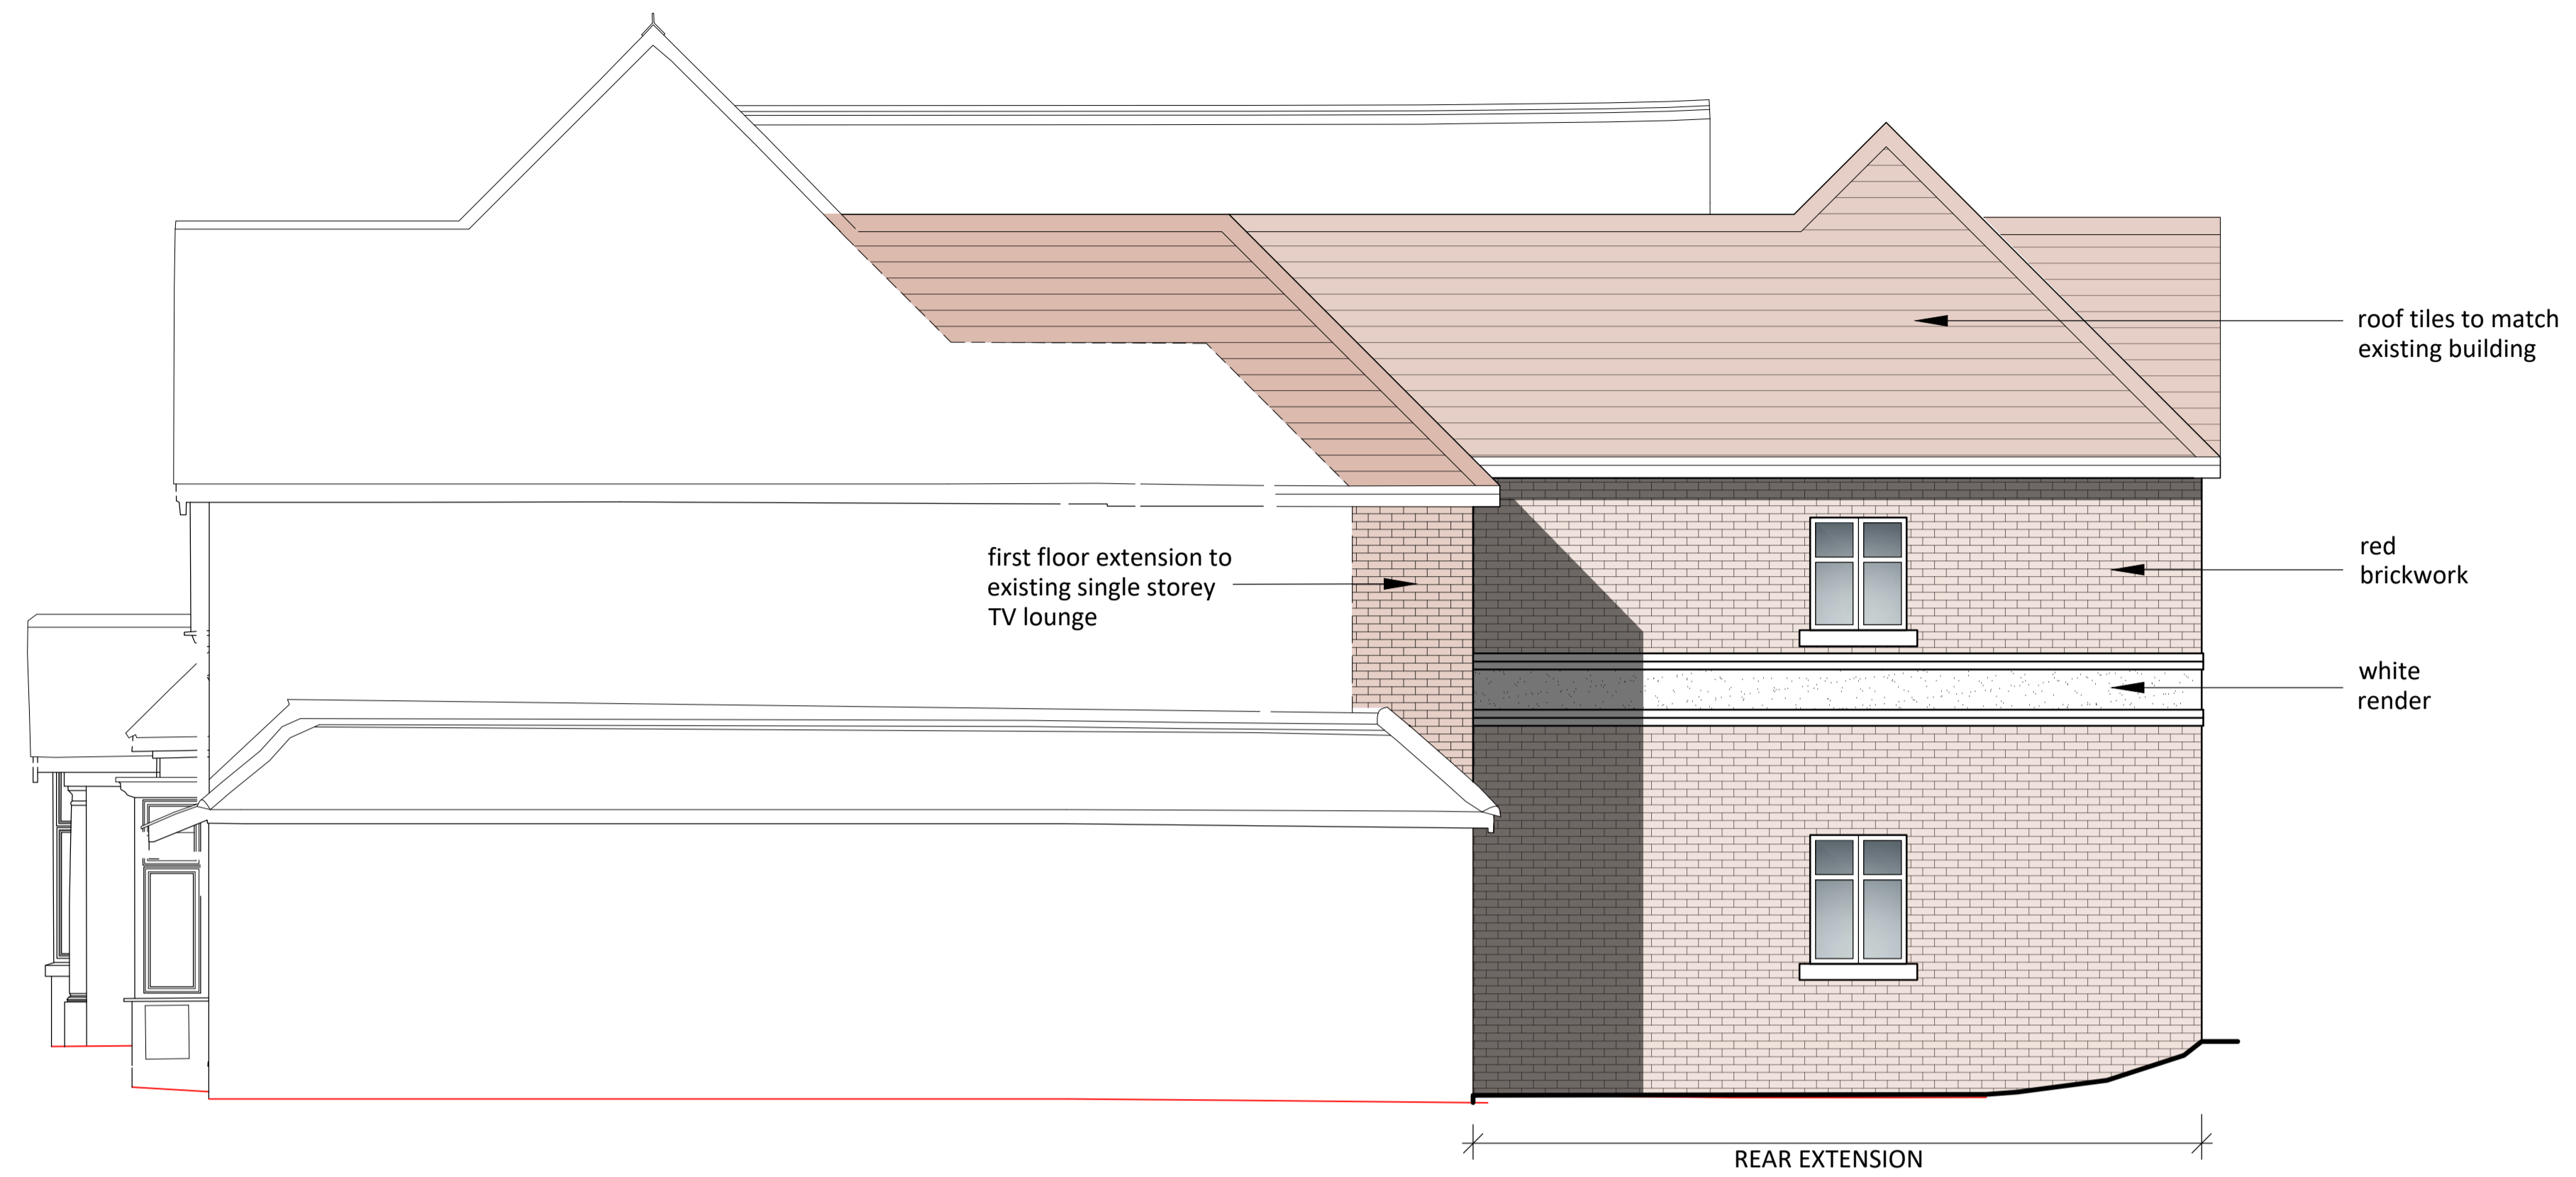 roof tiles to match
existing building
first floor extension to
existing single storey
TV lounge
red
brickwork
white
render
REAR EXTENSION